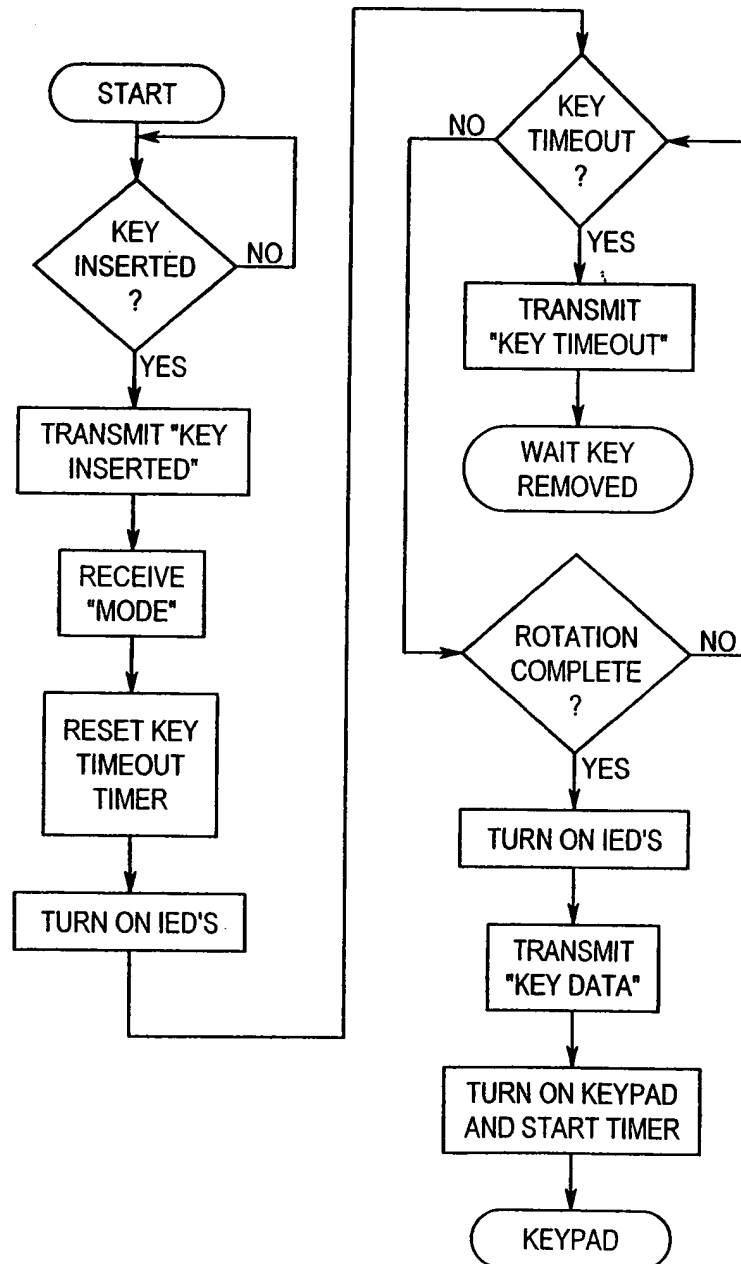 START
KEY
INSERTED
?
NO
YES
TRANSMIT "KEY
INSERTED"
RECEIVE
"MODE"
RESET KEY
TIMEOUT
TIMER
TURN ON IED'S
KEY
TIMEOUT
?
NO
YES
TRANSMIT
"KEY TIMEOUT"
WAIT KEY
REMOVED
ROTATION
COMPLETE
?
NO
YES
TURN ON IED'S
TRANSMIT
"KEY DATA"
TURN ON KEYPAD
AND START TIMER
KEYPAD